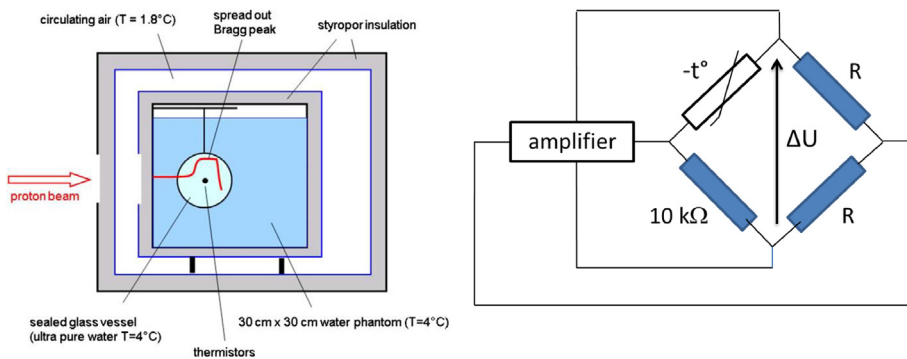 circulating air (T = 1.8°C)
spread out
Bragg peak
styropor insulation
proton beam
sealed glass vessel
(ultra pure water T=4°C)
30 cm x 30 cm water phantom (T=4°C)
thermistors
-t°
R
amplifier
ΔU
10 kΩ
R